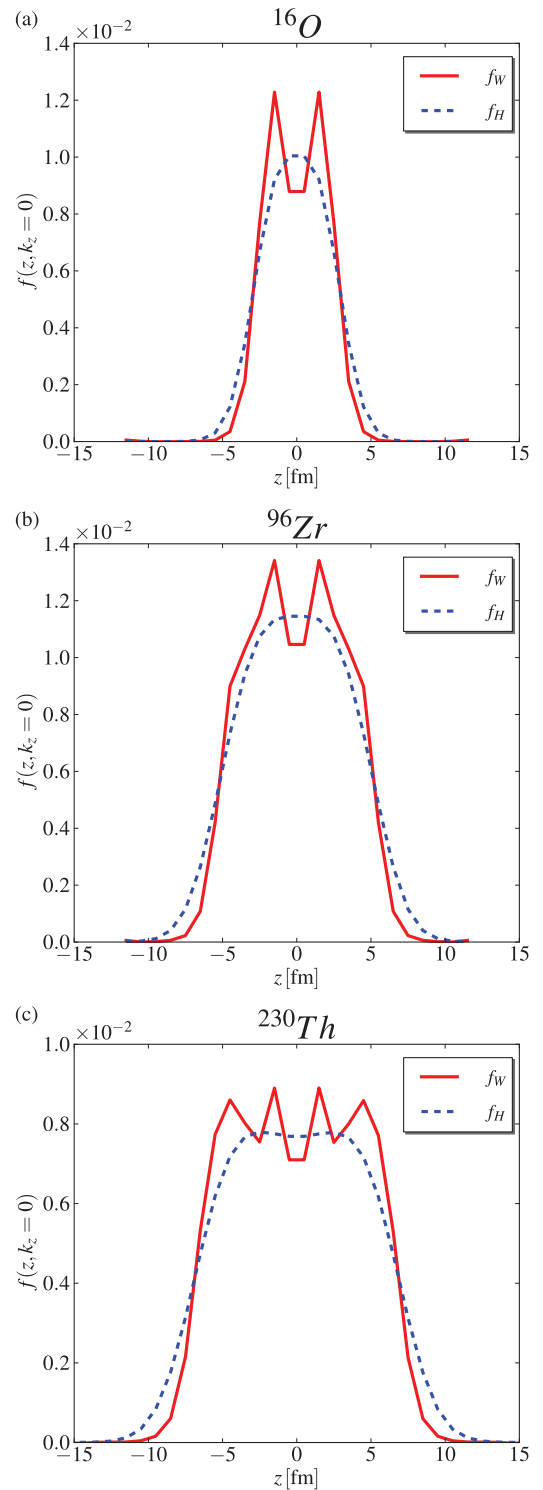 (a)
¹⁶O
×10⁻²
1.4
1.2
1.0
0.8
0.6
0.4
0.2
0.0
f(z, k_z = 0)
f_W
f_H
−15 −10 −5 0 5 10 15
z [fm]
(b)
⁹⁶Zr
×10⁻²
1.4
1.2
1.0
0.8
0.6
0.4
0.2
0.0
f(z, k_z = 0)
f_W
f_H
−15 −10 −5 0 5 10 15
z [fm]
(c)
²³⁰Th
×10⁻²
1.0
0.8
0.6
0.4
0.2
0.0
f(z, k_z = 0)
f_W
f_H
−15 −10 −5 0 5 10 15
z [fm]